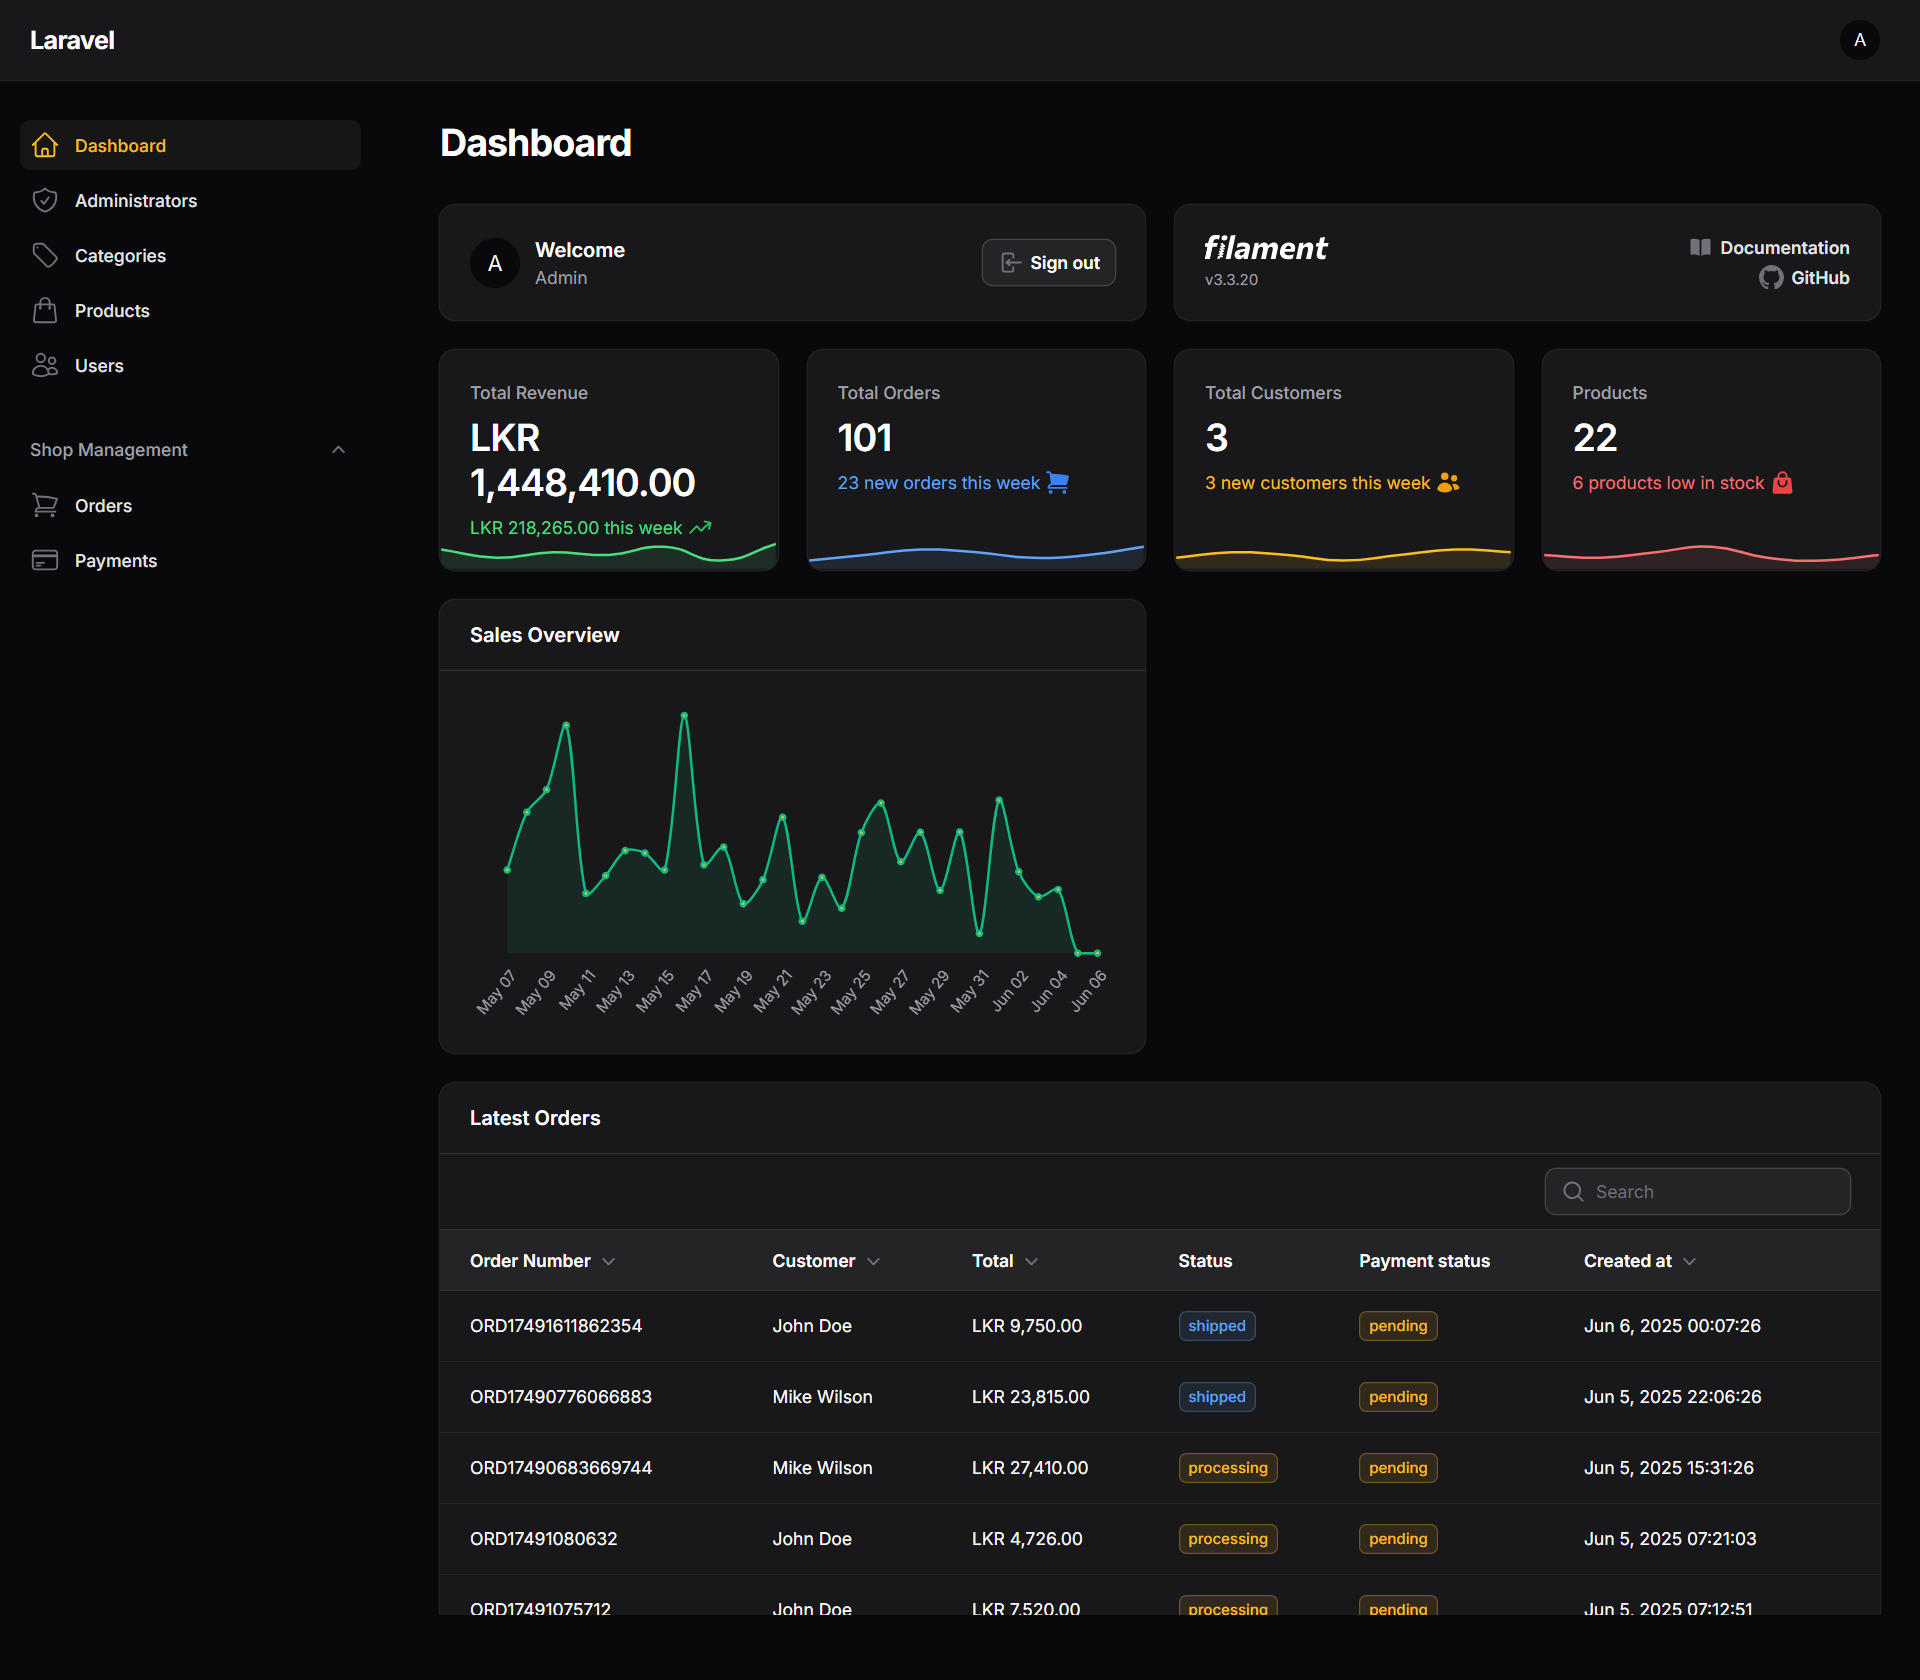 Laravel
A
Dashboard
Administrators
Categories
Products
Users
Shop Management
Orders
Payments
Dashboard
A
Welcome
Admin
Sign out
filament
v3.3.20
Documentation
GitHub
Total Revenue
LKR
1,448,410.00
LKR 218,265.00 this week
Total Orders
101
23 new orders this week
Total Customers
3
3 new customers this week
Products
22
6 products low in stock
Sales Overview
May 07 May 09 May 11 May 13 May 15 May 17 May 19 May 21 May 23 May 25 May 27 May 29 May 31 Jun 02 Jun 04 Jun 06
Latest Orders
Search
Order Number Customer Total Status Payment status Created at
ORD17491611862354 John Doe LKR 9,750.00 shipped pending Jun 6, 2025 00:07:26
ORD17490776066883 Mike Wilson LKR 23,815.00 shipped pending Jun 5, 2025 22:06:26
ORD17490683669744 Mike Wilson LKR 27,410.00 processing pending Jun 5, 2025 15:31:26
ORD17491080632 John Doe LKR 4,726.00 processing pending Jun 5, 2025 07:21:03
ORD17491075712 John Doe LKR 7,520.00 processing pending Jun 5, 2025 07:12:51